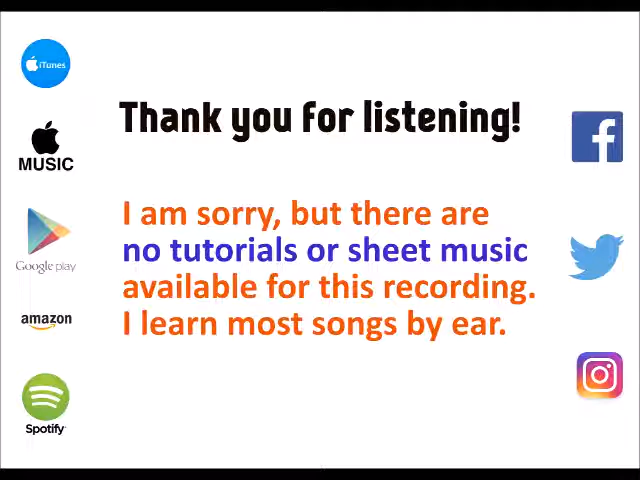 iTunes
Thank you for listening!
MUSIC
I am sorry, but there are
no tutorials or sheet music
Google play
available for this recording.
amazon
I learn most songs by ear.
Spotify